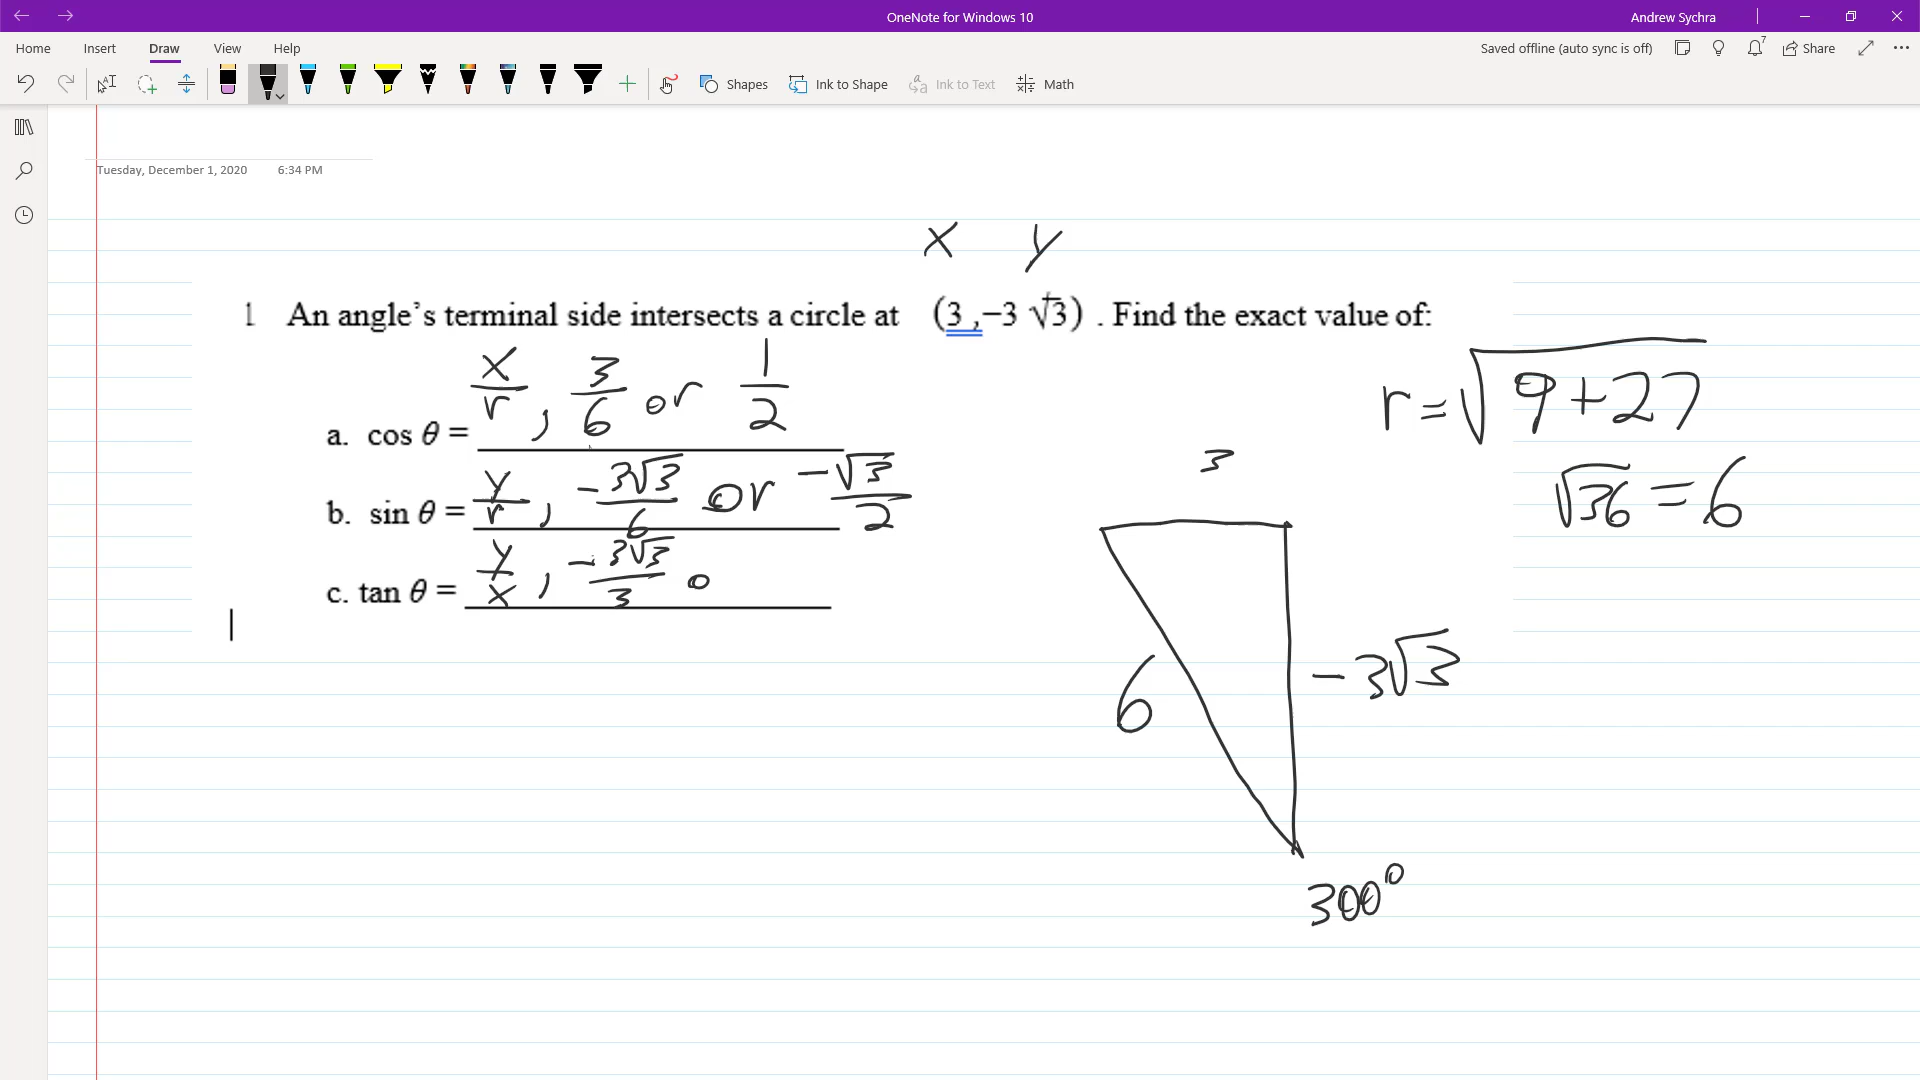 OneNote for Windows 10
Andrew Sychra
Home Insert Draw View Help
Saved offline (auto sync is off)
7
Share
Shapes
Ink to Shape
Ink to Text
Math
Tuesday, December 1, 2020 6:34 PM
x y
1 An angle's terminal side intersects a circle at (3 ,−3 √3) . Find the exact value of:
a. cos θ = x/r, 3/6 or 1/2
b. sin θ = y/r, -3√3/6 or -√3/2
c. tan θ = y/x, -3√3/3 o
r = √9+27
√36 = 6
3
6
-3√3
300°